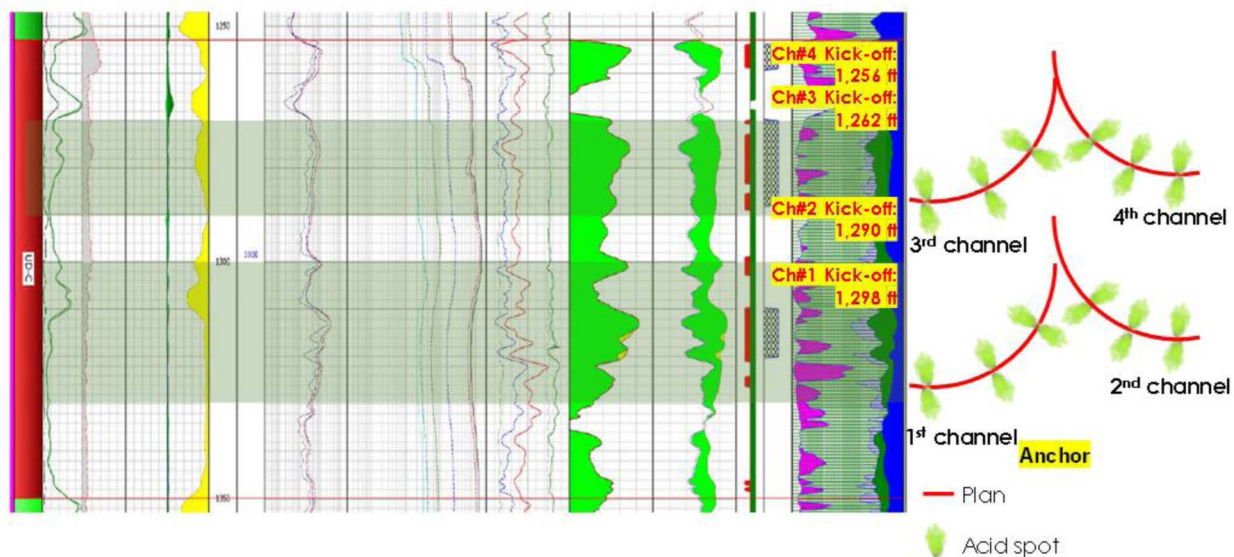 1250
Ch#4 Kick-off:
1,256 ft
Ch#3 Kick-off:
1,262 ft
Ch#2 Kick-off:
1,290 ft
3rd channel
4th channel
UD-C
1300
1000
Ch#1 Kick-off:
1,298 ft
2nd channel
1st channel
Anchor
Plan
1350
Acid spot